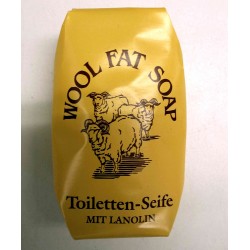 WOOL FAT SOAP
Toiletten-Seife
MIT LANOLIN